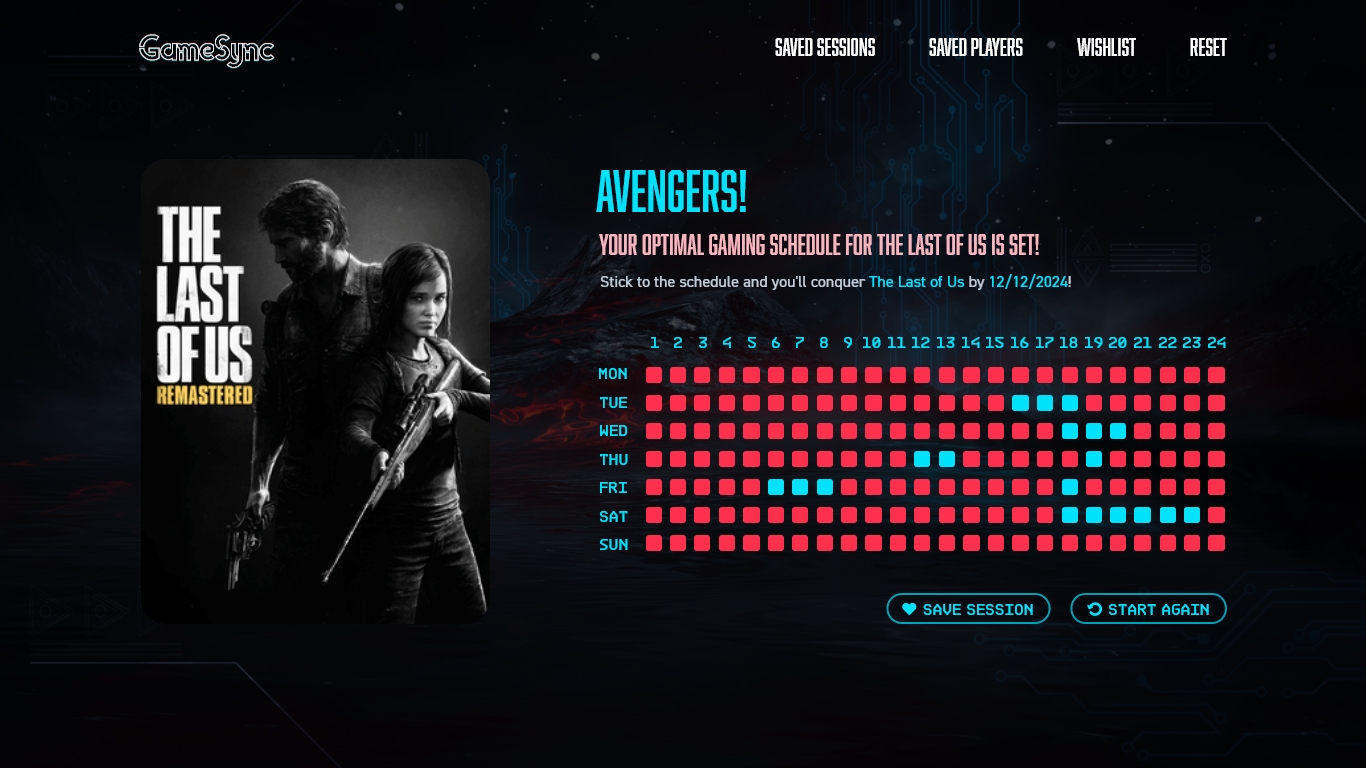 GameSync
SAVED SESSIONS SAVED PLAYERS WISHLIST RESET
THE
LAST
OF US
REMASTERED
AVENGERS!
YOUR OPTIMAL GAMING SCHEDULE FOR THE LAST OF US IS SET!
Stick to the schedule and you'll conquer The Last of Us by 12/12/2024!
1 2 3 4 5 6 7 8 9 10 11 12 13 14 15 16 17 18 19 20 21 22 23 24
MON
TUE
WED
THU
FRI
SAT
SUN
SAVE SESSION START AGAIN